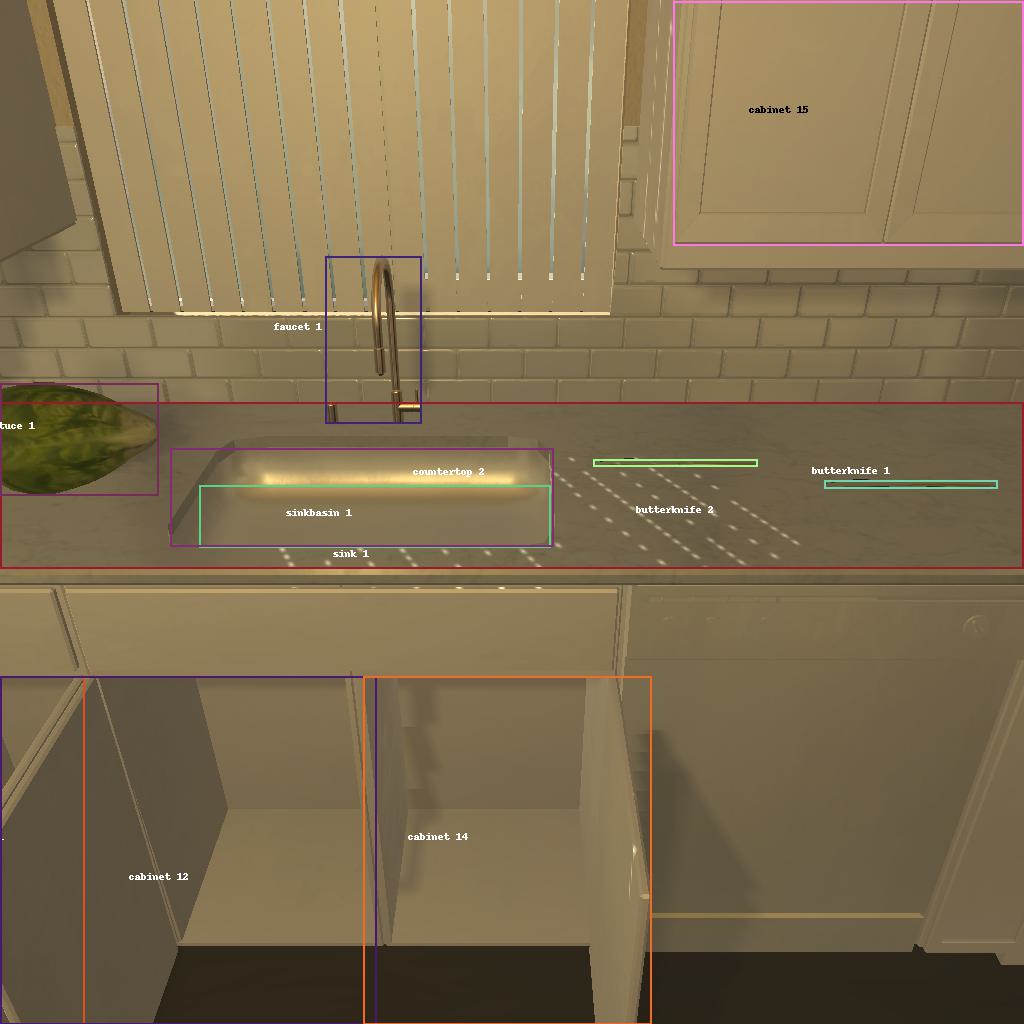 cabinet 15
faucet 1
tuce 1
countertop 2
butterknife 1
sinkbasin 1
butterknife 2
sink 1
cabinet 14
cabinet 12